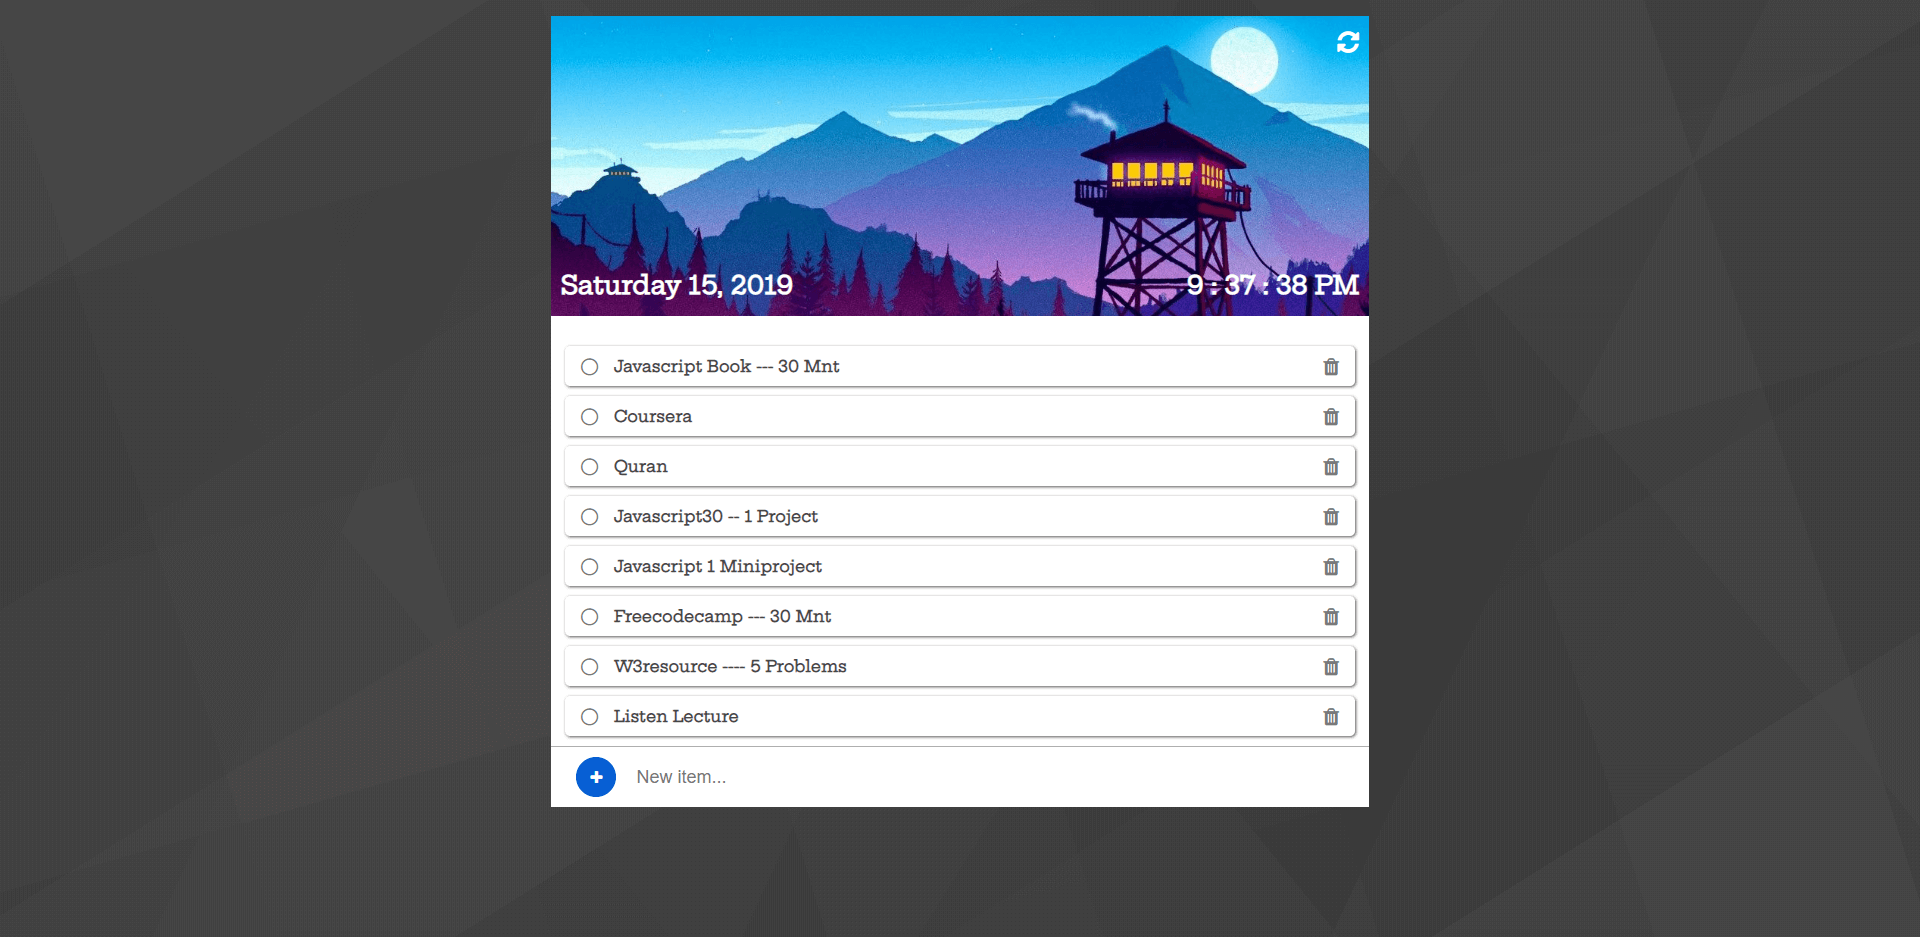 Saturday 15, 2019
9 : 37 : 38 PM
Javascript Book --- 30 Mnt
Coursera
Quran
Javascript30 -- 1 Project
Javascript 1 Miniproject
Freecodecamp --- 30 Mnt
W3resource ---- 5 Problems
Listen Lecture
New item...